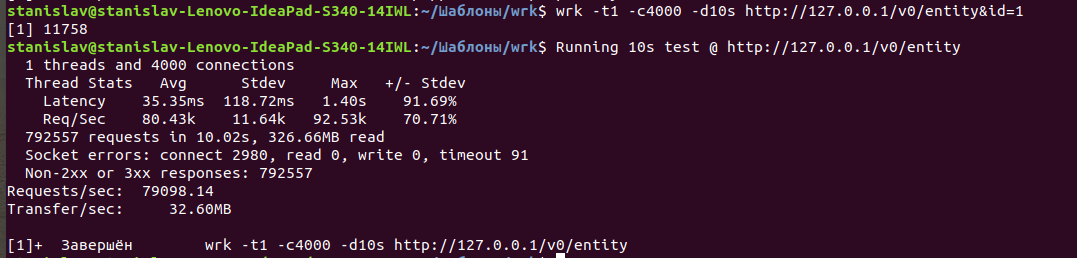 stanislav@stanislav-Lenovo-IdeaPad-S340-14IWL:~/Шаблоны/wrk$ wrk -t1 -c4000 -d10s http://127.0.0.1/v0/entity&id=1
[1] 11758
stanislav@stanislav-Lenovo-IdeaPad-S340-14IWL:~/Шаблоны/wrk$ Running 10s test @ http://127.0.0.1/v0/entity
  1 threads and 4000 connections
  Thread Stats   Avg      Stdev     Max   +/- Stdev
    Latency    35.35ms  118.72ms   1.40s    91.69%
    Req/Sec    80.43k    11.64k   92.53k    70.71%
  792557 requests in 10.02s, 326.66MB read
  Socket errors: connect 2980, read 0, write 0, timeout 91
  Non-2xx or 3xx responses: 792557
Requests/sec:  79098.14
Transfer/sec:     32.60MB
[1]+  Завершён        wrk -t1 -c4000 -d10s http://127.0.0.1/v0/entity